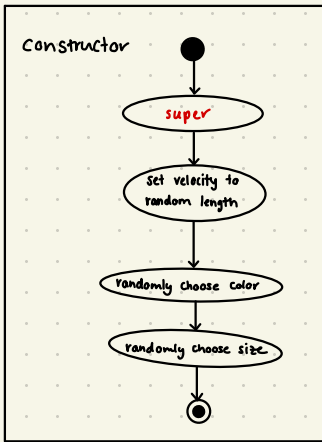 Constructor
super
set velocity to
random length
randomly choose color
randomly choose size